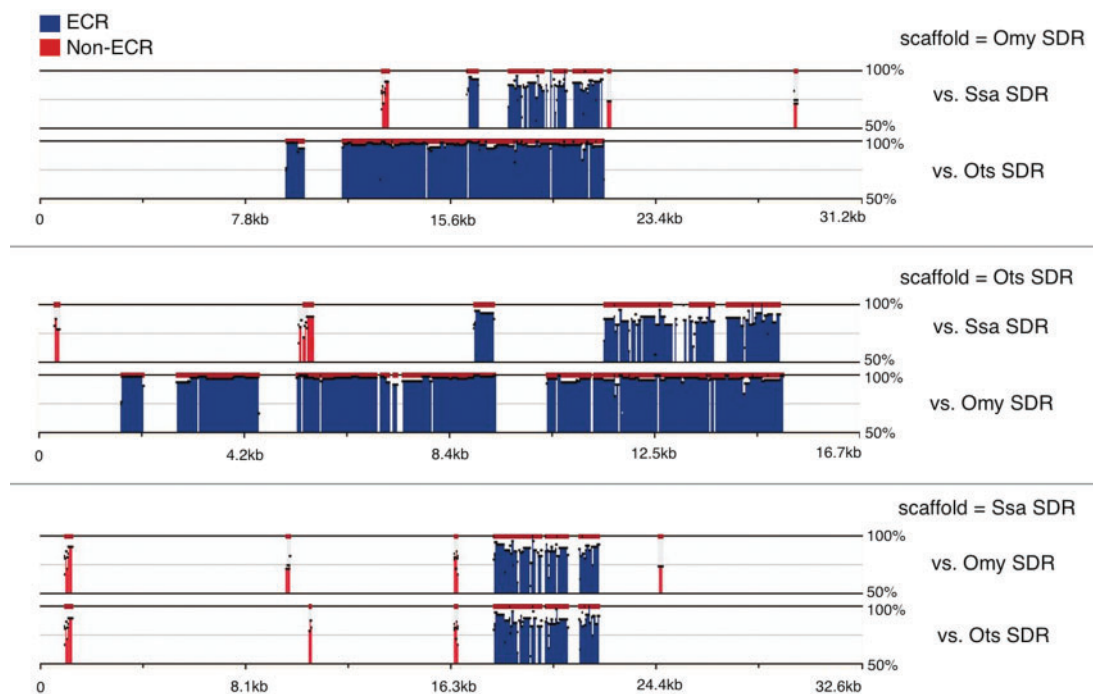 ECR
Non-ECR
scaffold = Omy SDR
100%
vs. Ssa SDR
50%
100%
vs. Ots SDR
50%
0 7.8kb 15.6kb 23.4kb 31.2kb
scaffold = Ots SDR
100%
vs. Ssa SDR
50%
100%
vs. Omy SDR
50%
0 4.2kb 8.4kb 12.5kb 16.7kb
scaffold = Ssa SDR
100%
vs. Omy SDR
50%
100%
vs. Ots SDR
50%
0 8.1kb 16.3kb 24.4kb 32.6kb